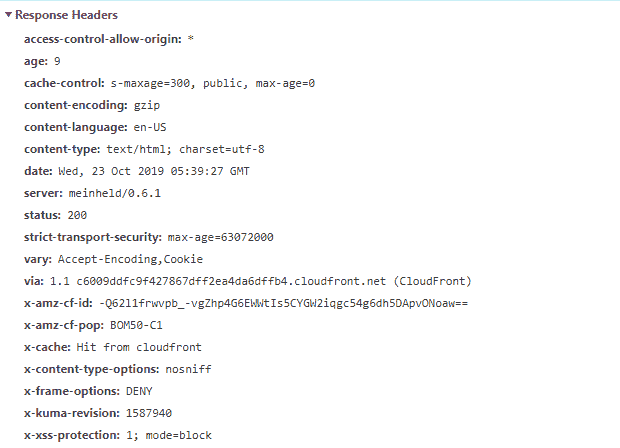 Response Headers
access-control-allow-origin: *
age: 9
cache-control: s-maxage=300, public, max-age=0
content-encoding: gzip
content-language: en-US
content-type: text/html; charset=utf-8
date: Wed, 23 Oct 2019 05:39:27 GMT
server: meinheld/0.6.1
status: 200
strict-transport-security: max-age=63072000
vary: Accept-Encoding,Cookie
via: 1.1 c6009ddfc9f427867dff2ea4da6dffb4.cloudfront.net (CloudFront)
x-amz-cf-id: -Q62l1frwvpb_-vgZhp4G6EWWtIs5CYGW2iqgc54g6dh5DApvONoaw==
x-amz-cf-pop: BOM50-C1
x-cache: Hit from cloudfront
x-content-type-options: nosniff
x-frame-options: DENY
x-kuma-revision: 1587940
x-xss-protection: 1; mode=block